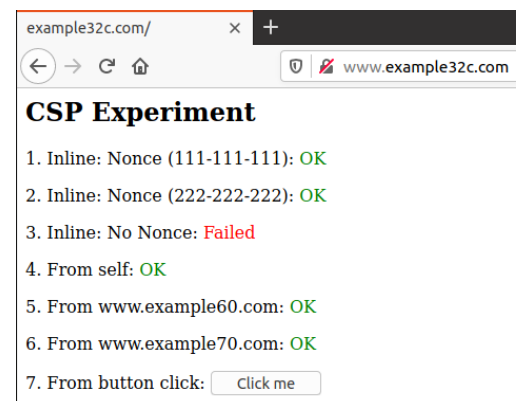 example32c.com/
www.example32c.com
CSP Experiment
1. Inline: Nonce (111-111-111): OK
2. Inline: Nonce (222-222-222): OK
3. Inline: No Nonce: Failed
4. From self: OK
5. From www.example60.com: OK
6. From www.example70.com: OK
7. From button click: Click me